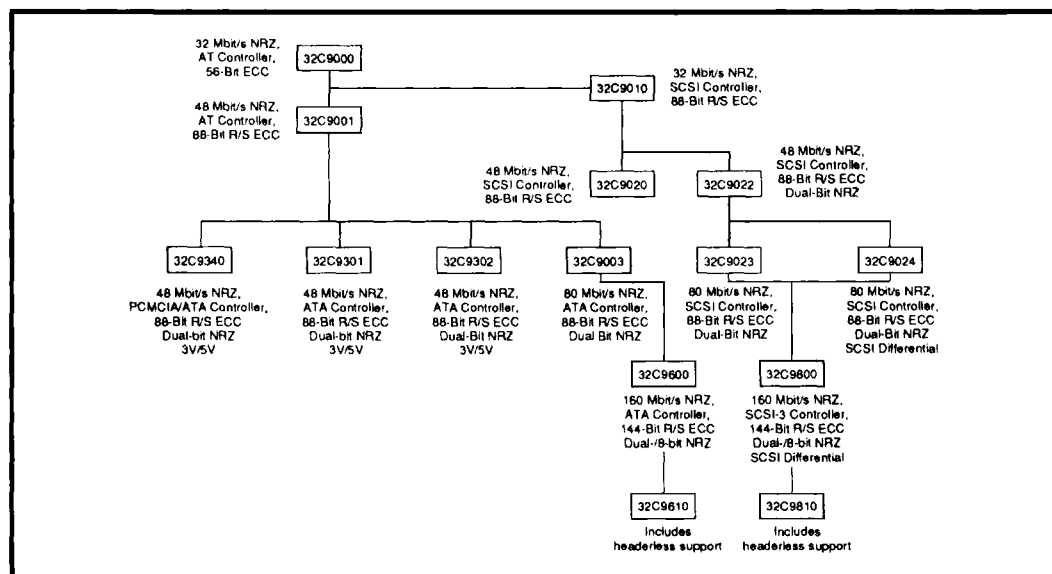 32 Mbit/s NRZ,
AT Controller,
56-Bit ECC
32C9000
32C9010
32 Mbit/s NRZ,
SCSI Controller,
88-Bit R/S ECC
48 Mbit/s NRZ,
AT Controller,
88-Bit R/S ECC
32C9001
48 Mbit/s NRZ,
SCSI Controller,
88-Bit R/S ECC
32C9020
32C9022
48 Mbit/s NRZ,
SCSI Controller,
88-Bit R/S ECC
Dual-Bit NRZ
32C9340
48 Mbit/s NRZ,
PCMCIA/ATA Controller,
88-Bit R/S ECC
Dual-bit NRZ
3V/5V
32C9301
48 Mbit/s NRZ,
ATA Controller,
88-Bit R/S ECC
Dual-bit NRZ
3V/5V
32C9302
48 Mbit/s NRZ,
ATA Controller,
88-Bit R/S ECC
Dual-Bit NRZ
3V/5V
32C9003
80 Mbit/s NRZ,
ATA Controller,
88-Bit R/S ECC
Dual Bit NRZ
32C9023
80 Mbit/s NRZ,
SCSI Controller,
88-Bit R/S ECC
Dual-Bit NRZ
32C9024
80 Mbit/s NRZ,
SCSI Controller,
88-Bit R/S ECC
Dual-Bit NRZ
SCSI Differential
32C9600
160 Mbit/s NRZ,
ATA Controller,
144-Bit R/S ECC
Dual-/8-bit NRZ
32C9800
160 Mbit/s NRZ,
SCSI-3 Controller,
144-Bit R/S ECC
Dual-/8-bit NRZ
SCSI Differential
32C9610
Includes
headerless support
32C9810
Includes
headerless support